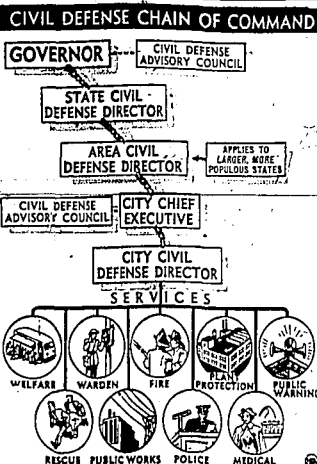 CIVIL DEFENSE CHAIN OF COMMAND
GOVERNOR
CIVIL DEFENSE
ADVISORY COUNCIL
STATE CIVIL
DEFENSE DIRECTOR
AREA CIVIL
DEFENSE DIRECTOR
APPLIES TO
LARGER, MORE
POPULOUS STATES
CIVIL DEFENSE
ADVISORY COUNCIL
CITY CHIEF
EXECUTIVE
CITY CIVIL
DEFENSE DIRECTOR
SERVICES
WELFARE
WARDEN
FIRE
PLANT
PROTECTION
PUBLIC
WARNING
RESCUE
PUBLIC WORKS
POLICE
MEDICAL